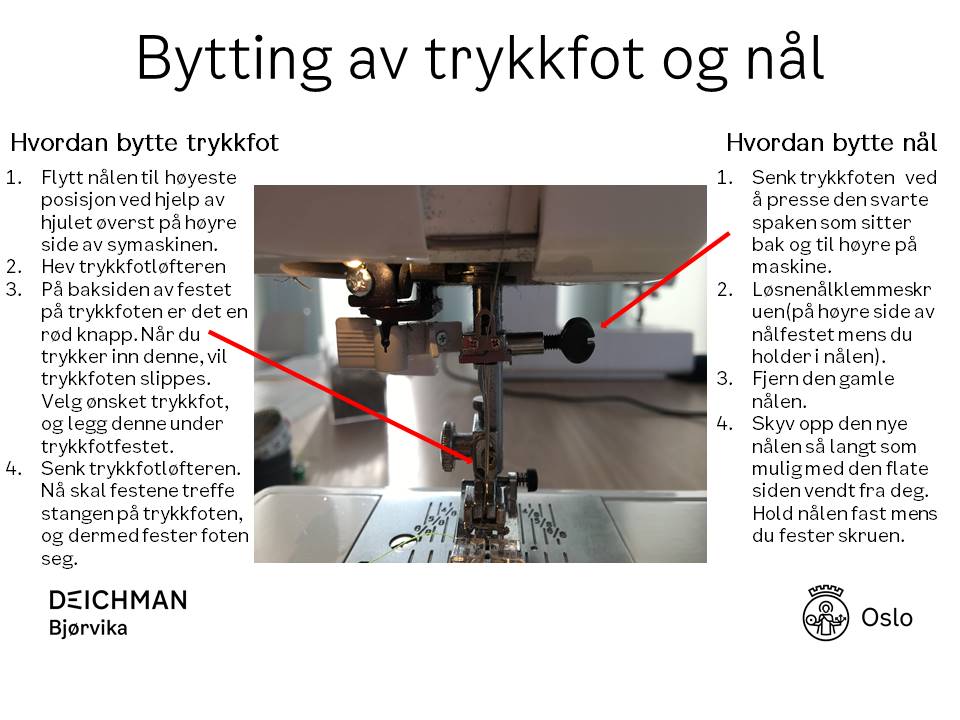 Bytting av trykkfot og nål
Hvordan bytte trykkfot
1. Flytt nålen til høyeste
posisjon ved hjelp av
hjulet øverst på høyre
side av symaskinen.
2. Hev trykkfotløfteren
3. På baksiden av festet
på trykkfoten er det en
rød knapp. Når du
trykker inn denne, vil
trykkfoten slippes.
Velg ønsket trykkfot,
og legg denne under
trykkfotfestet.
4. Senk trykkfotløfteren.
Nå skal festene treffe
stangen på trykkfoten,
og dermed fester foten
seg.
Hvordan bytte nål
1. Senk trykkfoten ved
å presse den svarte
spaken som sitter
bak og til høyre på
maskine.
2. Løsnenålklemmeskr
uen(på høyre side av
nålfestet mens du
holder i nålen).
3. Fjern den gamle
nålen.
4. Skyv opp den nye
nålen så langt som
mulig med den flate
siden vendt fra deg.
Hold nålen fast mens
du fester skruen.
DEICHMAN
Bjørvika
Oslo